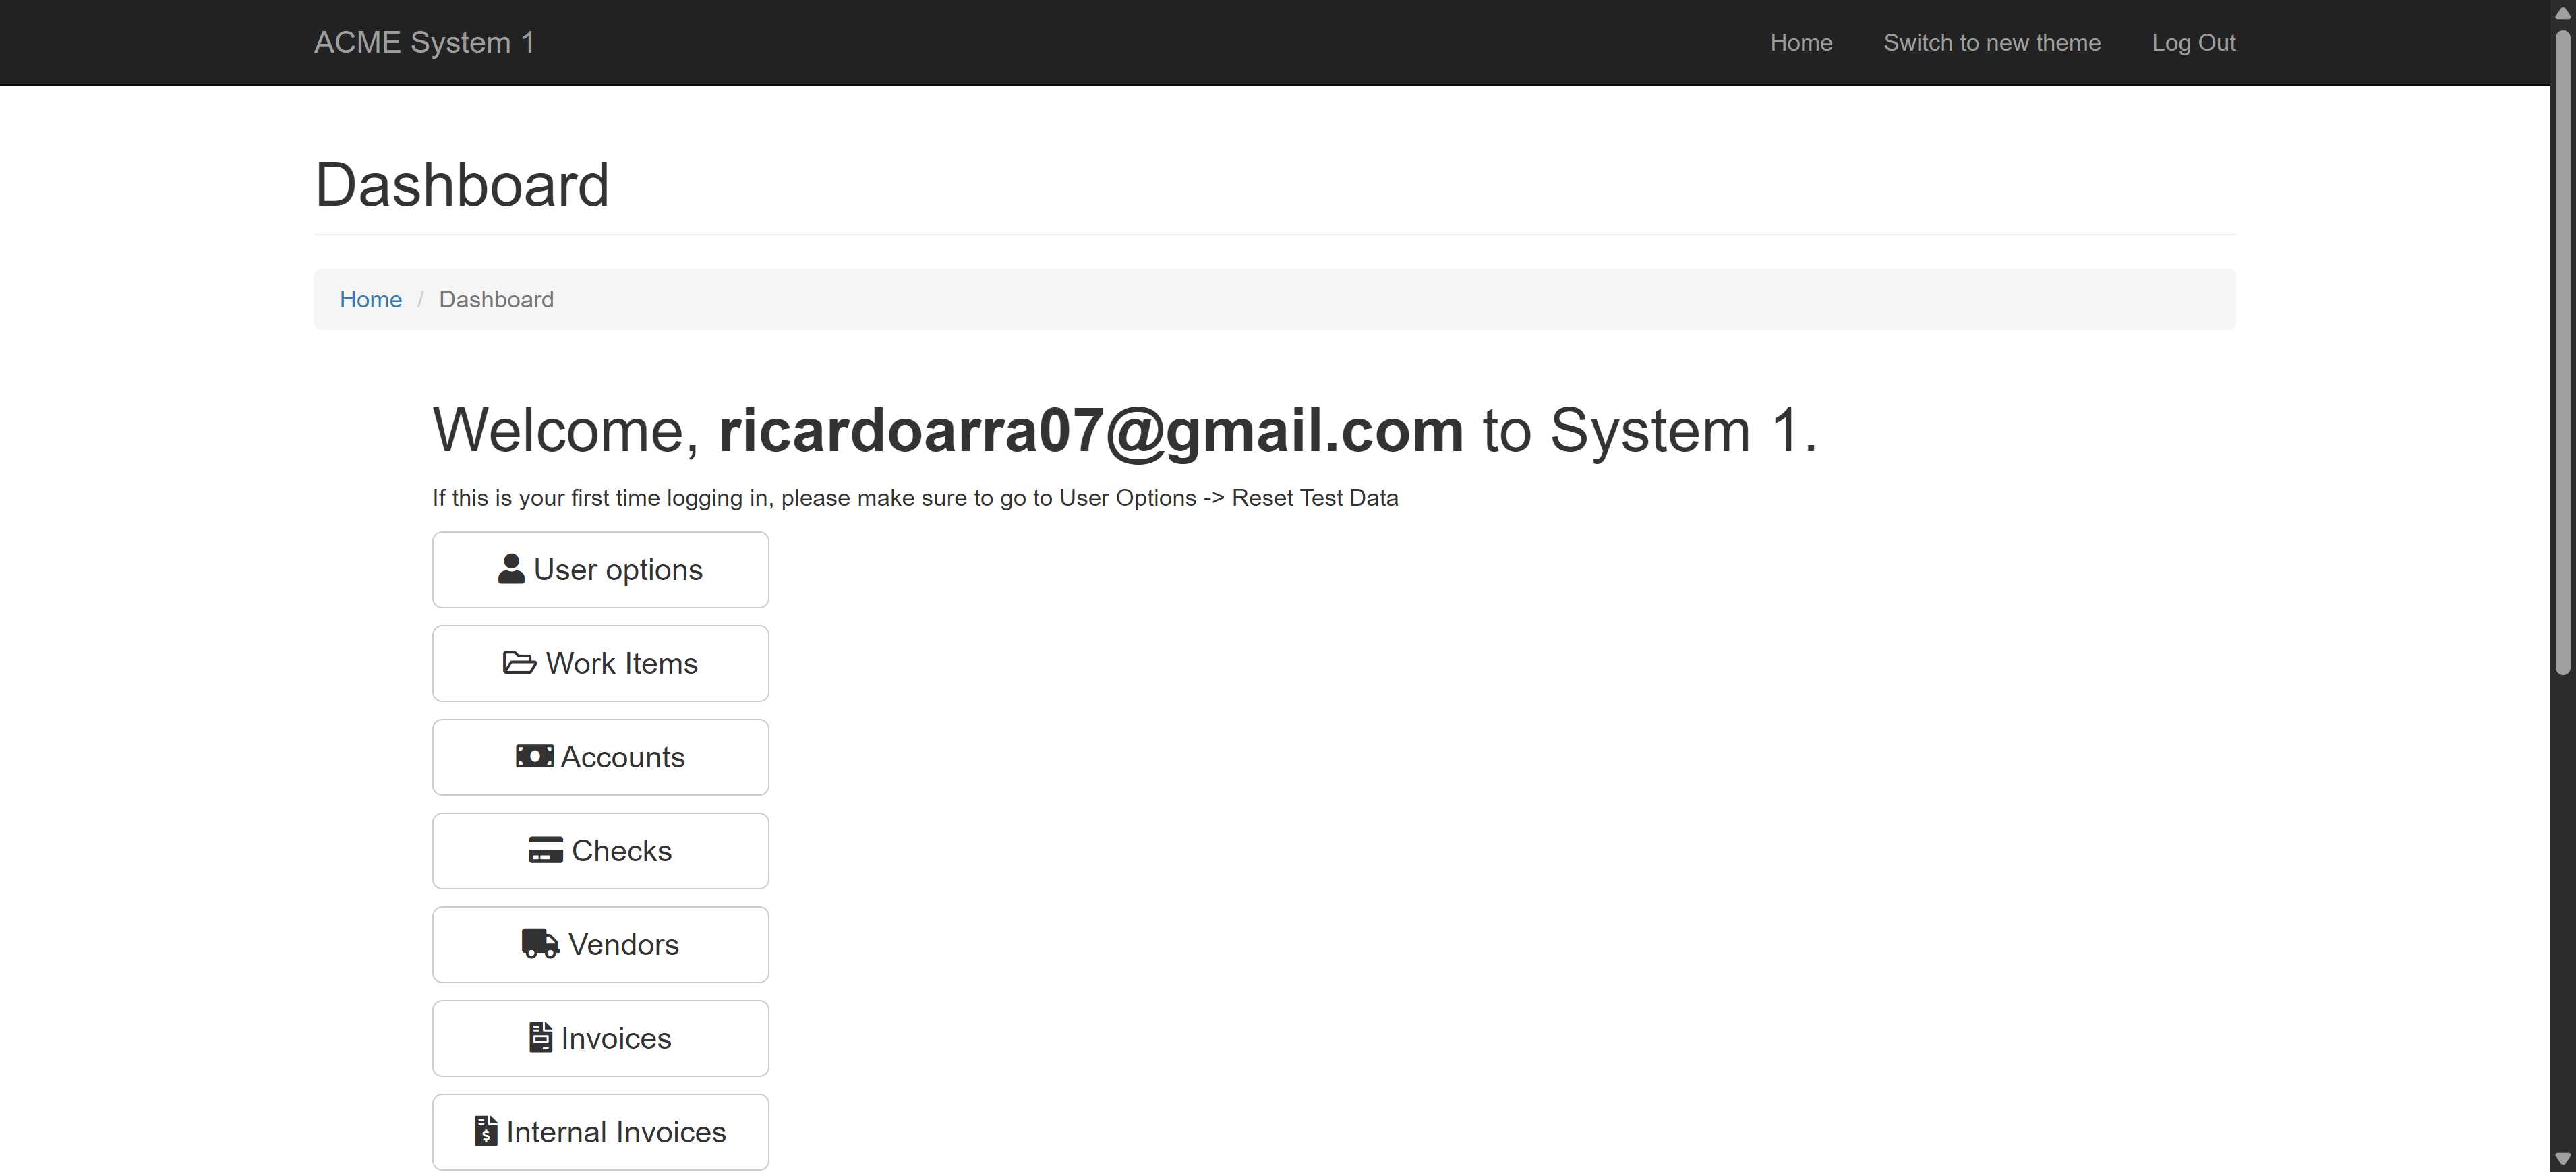 ACME System 1
Home
Switch to new theme
Log Out
Dashboard
Home / Dashboard
Welcome, ricardoarra07@gmail.com to System 1.
If this is your first time logging in, please make sure to go to User Options -> Reset Test Data
User options
Work Items
Accounts
Checks
Vendors
Invoices
Internal Invoices